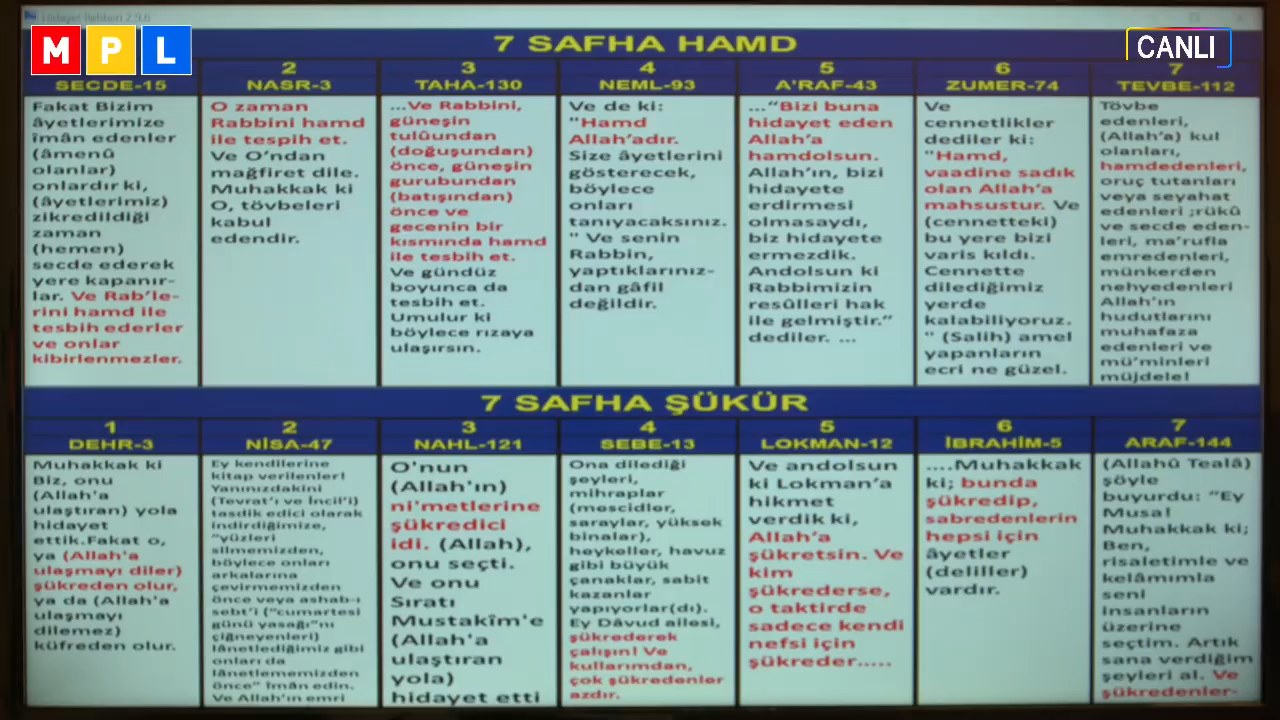 Hidayet Rehberi 2.9.6
MPL
CANLI
7 SAFHA HAMD
SECDE-15
Fakat Bizim
âyetlerimize
îmân edenler
(âmenû
olanlar)
onlardır ki,
(âyetlerimiz)
zikredildiği
zaman
(hemen)
secde ederek
yere kapanır-
lar. Ve Rab’le-
rini hamd ile
tesbih ederler
ve onlar
kibirlenmezler.
2
NASR-3
O zaman
Rabbini hamd
ile tespih et.
Ve O’ndan
mağfiret dile.
Muhakkak ki
O, tövbeleri
kabul
edendir.
3
TAHA-130
...Ve Rabbini,
güneşin
tulûundan
(doğuşundan)
önce, güneşin
gurubundan
(batışından)
önce ve
gecenin bir
kısmında hamd
ile tesbih et.
Ve gündüz
boyunca da
tesbih et.
Umulur ki
böylece rızaya
ulaşırsın.
4
NEML-93
Ve de ki:
"Hamd
Allah’adır.
Size âyetlerini
gösterecek,
böylece
onları
tanıyacaksınız.
" Ve senin
Rabbin,
yaptıklarınız-
dan gâfil
değildir.
5
A’RAF-43
...“Bizi buna
hidayet eden
Allah’a
hamdolsun.
Allah’ın, bizi
hidayete
erdirmesi
olmasaydı,
biz hidayete
ermezdik.
Andolsun ki
Rabbimizin
resûlleri hak
ile gelmiştir.”
dediler. ...
6
ZUMER-74
Ve
cennetlikler
dediler ki:
"Hamd,
vaadine sadık
olan Allah’a
mahsustur. Ve
(cennetteki)
bu yere bizi
varis kıldı.
Cennette
dilediğimiz
yerde
kalabiliyoruz.
" (Salih) amel
yapanların
ecri ne güzel.
7
TEVBE-112
Tövbe
edenleri,
(Allah’a) kul
olanları,
hamdedenleri,
oruç tutanları
veya seyahat
edenleri ;rükû
ve secde eden-
leri, ma’rufla
emredenleri,
münkerden
nehyedenleri
Allah’ın
hudutlarını
muhafaza
edenleri ve
mü’minleri
müjdele!
7 SAFHA ŞÜKÜR
1
DEHR-3
Muhakkak ki
Biz, onu
(Allah'a
ulaştıran) yola
hidayet
ettik.Fakat o,
ya (Allah'a
ulaşmayı diler)
şükreden olur,
ya da (Allah'a
ulaşmayı
dilemez)
küfreden olur.
2
NİSA-47
Ey kendilerine
kitap verilenler!
Yanınızdakini
(Tevrat’ı ve İncil’i)
tasdik edici olarak
indirdiğimize,
“yüzleri
silmemizden,
böylece onları
arkalarına
çevirmemizden
önce veya ashab-ı
sebt’i (“cumartesi
günü yasağı”nı
çiğneyenleri)
lânetlediğimiz gibi
onları da
lânetlememizden
önce” îmân edin.
Ve Allah’ın emri
3
NAHL-121
O'nun
(Allah'ın)
ni'metlerine
şükredici
idi. (Allah),
onu seçti.
Ve onu
Sıratı
Mustakîm'e
(Allah'a
ulaştıran
yola)
hidayet etti
4
SEBE-13
Ona dilediği
şeyleri,
mihraplar
(mescidler,
saraylar, yüksek
binalar),
heykeller, havuz
gibi büyük
çanaklar, sabit
kazanlar
yapıyorlar(dı).
Ey Dâvud ailesi,
şükrederek
çalışın! Ve
kullarımdan,
çok şükredenler
azdır.
5
LOKMAN-12
Ve andolsun
ki Lokman’a
hikmet
verdik ki,
Allah’a
şükretsin. Ve
kim
şükrederse,
o taktirde
sadece kendi
nefsi için
şükreder.....
6
İBRAHİM-5
....Muhakkak
ki; bunda
şükredip,
sabredenlerin
hepsi için
âyetler
(deliller)
vardır.
7
ARAF-144
(Allahû Tealâ)
şöyle
buyurdu: “Ey
Musa!
Muhakkak ki;
Ben,
risaletimle ve
kelâmımla
seni
insanların
üzerine
seçtim. Artık
sana verdiğim
şeyleri al. Ve
şükredenler-